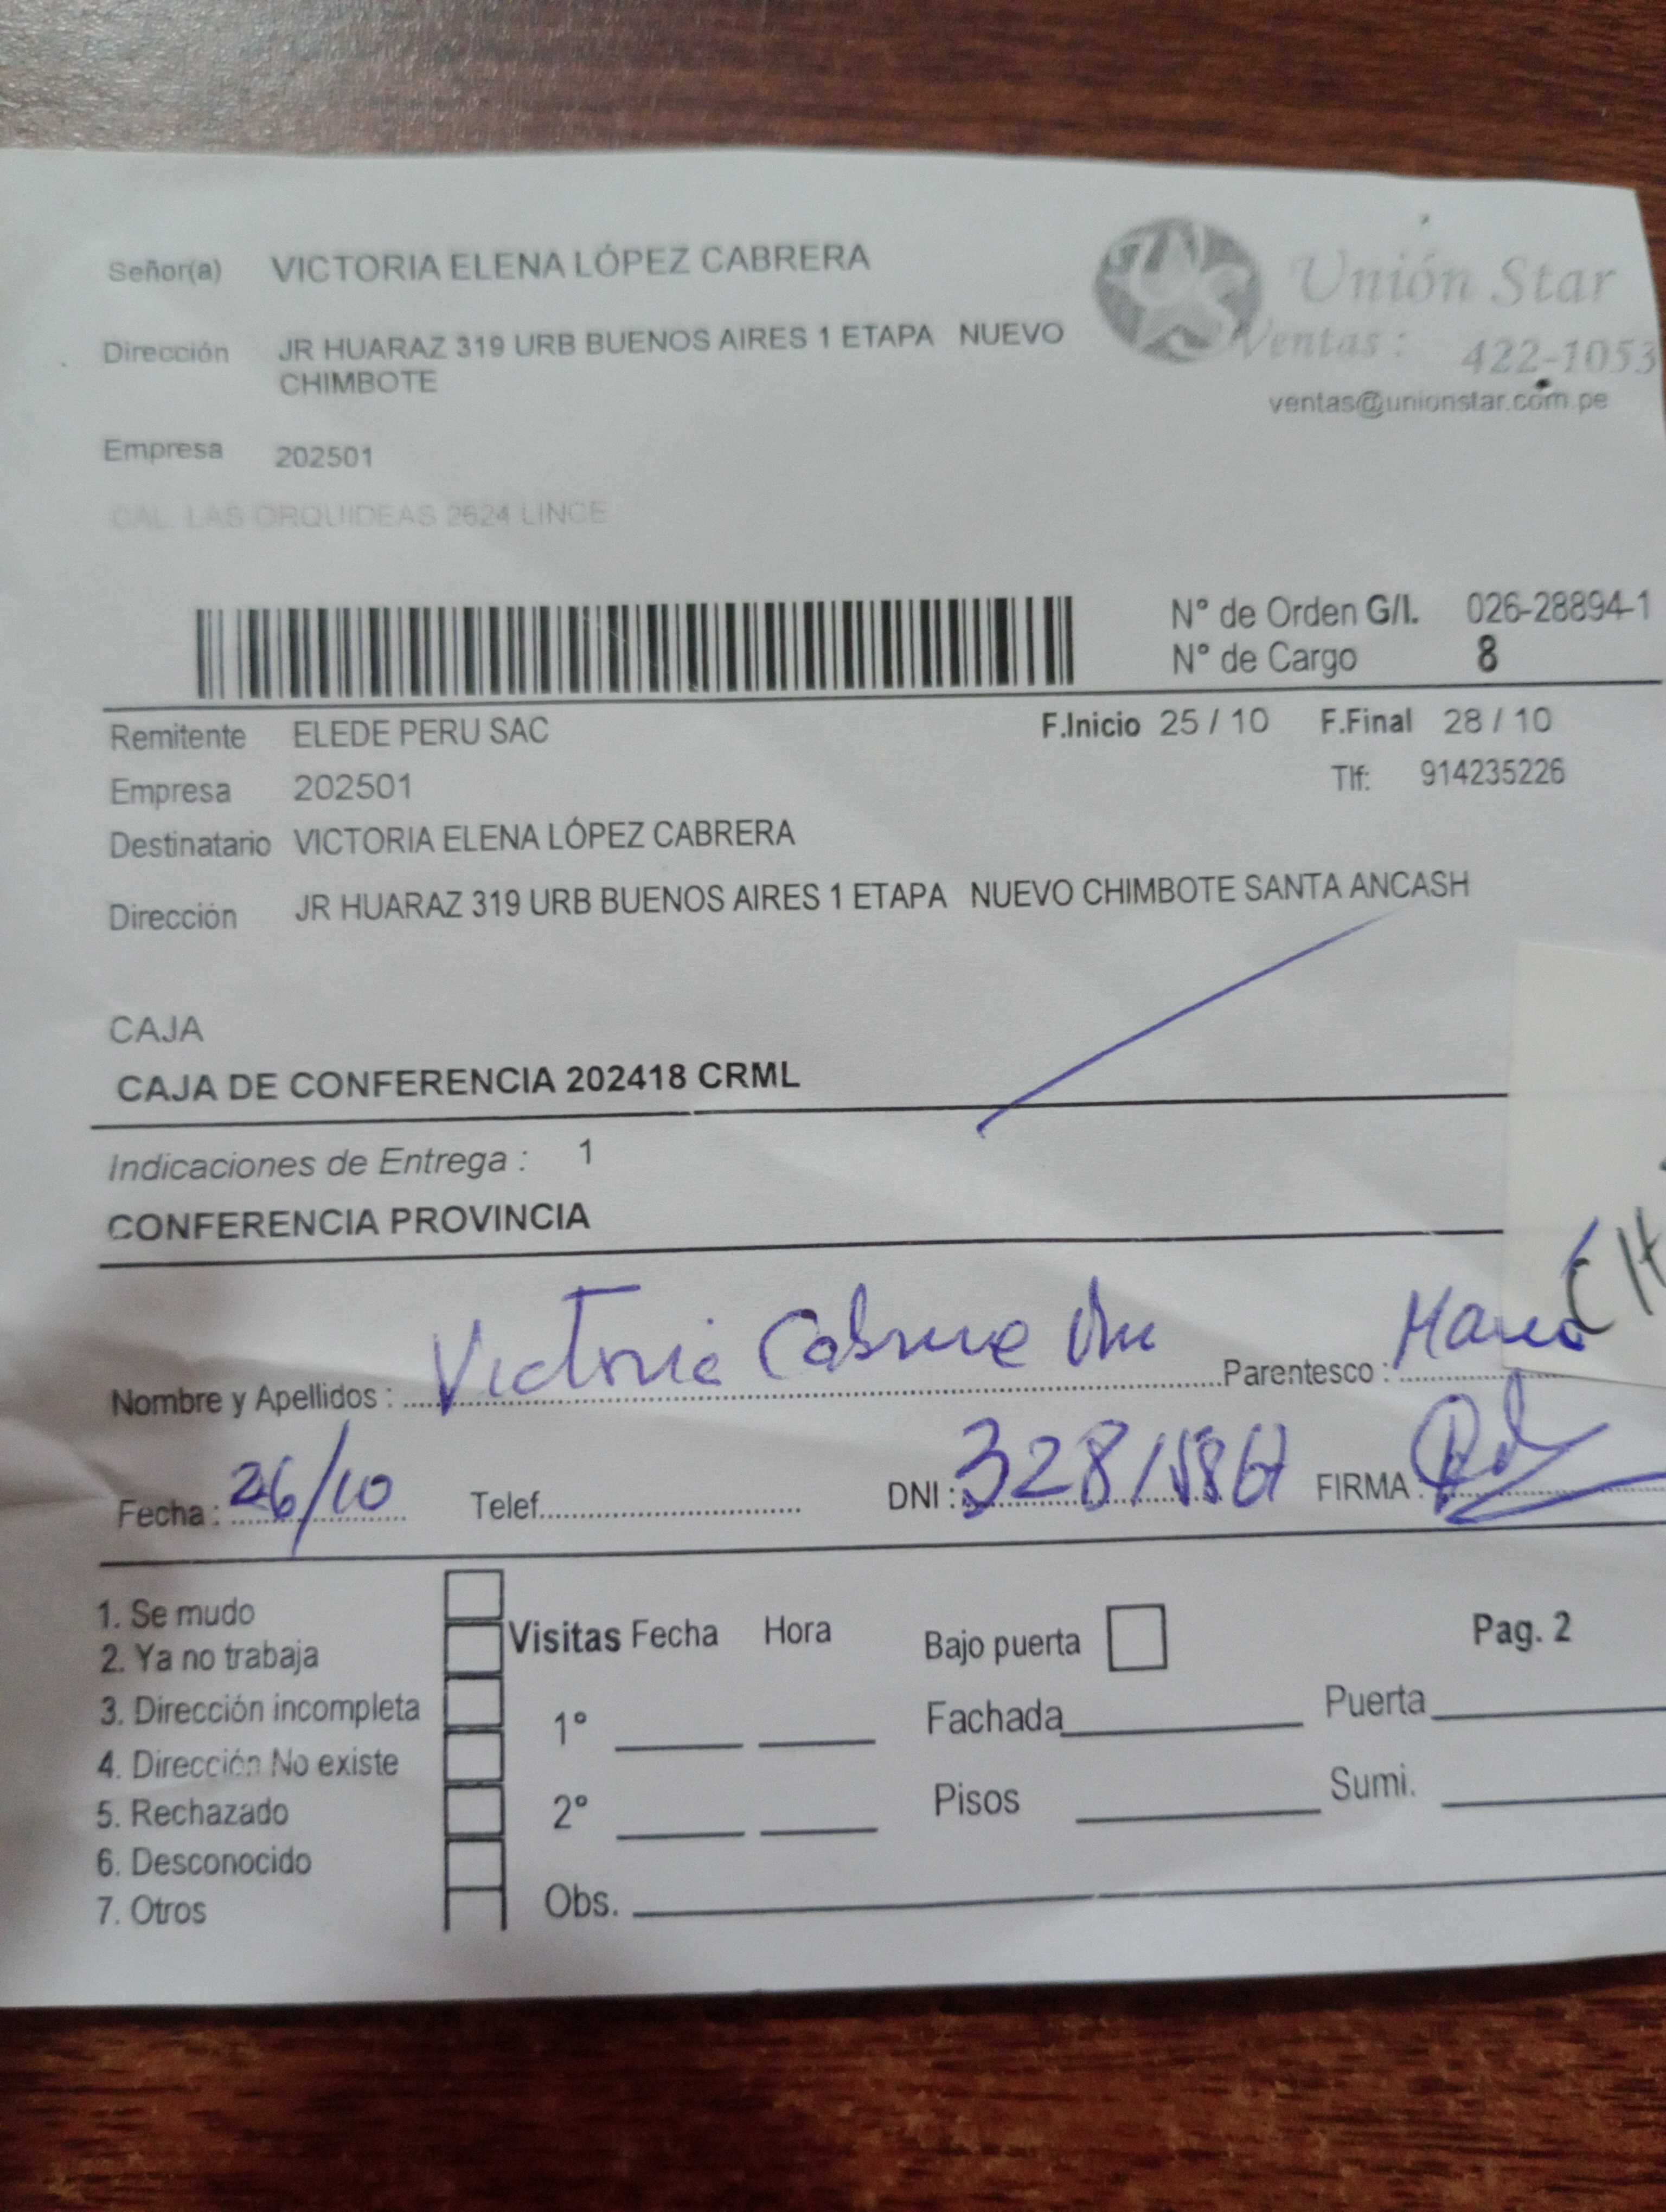 Señor(a) VICTORIA ELENA LÓPEZ CABRERA
Unión Star
Dirección JR HUARAZ 319 URB BUENOS AIRES 1 ETAPA NUEVO
CHIMBOTE
Ventas : 422-1053
ventas@unionstar.com.pe
Empresa 202501
CAL. LAS ORQUIDEAS 2624 LINCE
N° de Orden G/I. 026-28894-1
N° de Cargo 8
Remitente ELEDE PERU SAC F.Inicio 25 / 10 F.Final 28 / 10
Empresa 202501 Tlf: 914235226
Destinatario VICTORIA ELENA LÓPEZ CABRERA
Dirección JR HUARAZ 319 URB BUENOS AIRES 1 ETAPA NUEVO CHIMBOTE SANTA ANCASH
CAJA
CAJA DE CONFERENCIA 202418 CRML
Indicaciones de Entrega : 1
CONFERENCIA PROVINCIA
Nombre y Apellidos : Victoria Cabrera Parentesco :
Fecha : 26/10 Telef. DNI : FIRMA
1. Se mudo
2. Ya no trabaja
3. Dirección incompleta
4. Dirección No existe
5. Rechazado
6. Desconocido
7. Otros
Visitas Fecha Hora
1°
2°
Obs.
Bajo puerta Pag. 2
Fachada Puerta
Pisos Sumi.